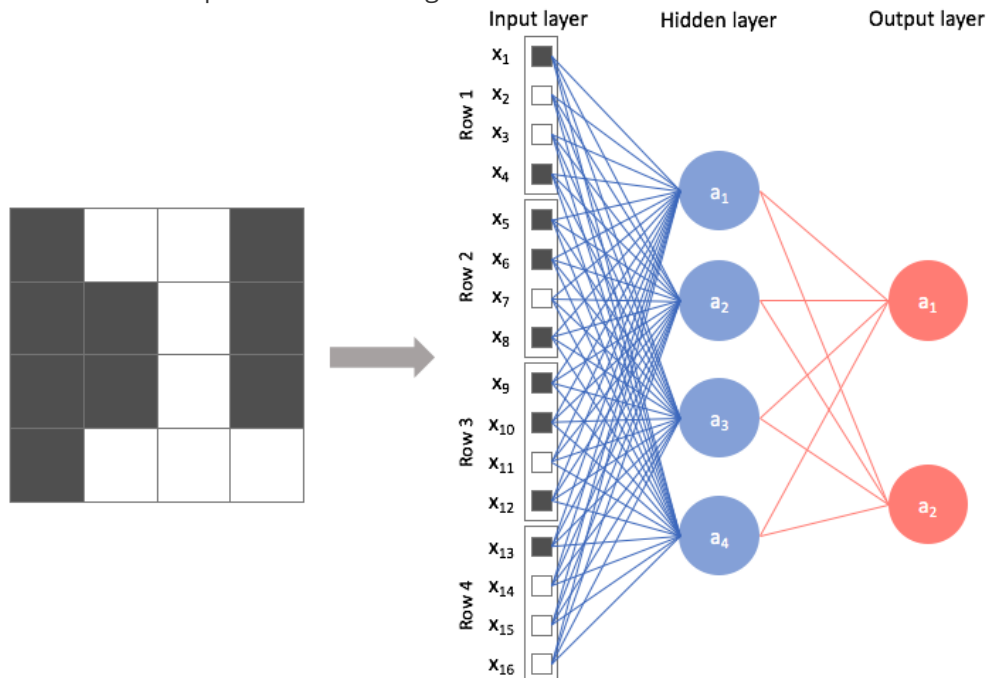 Input layer
Hidden layer
Output layer
Row 1
x₁
x₂
x₃
x₄
Row 2
x₅
x₆
x₇
x₈
Row 3
x₉
x₁₀
x₁₁
x₁₂
Row 4
x₁₃
x₁₄
x₁₅
x₁₆
a₁
a₂
a₃
a₄
a₁
a₂